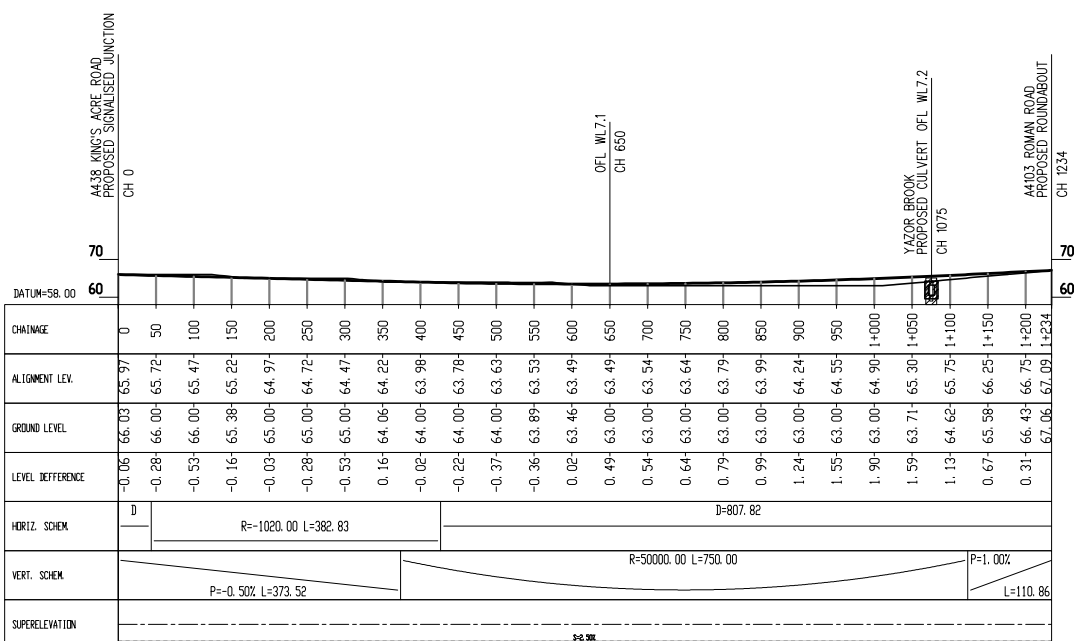 A438 KING'S ACRE ROAD
PROPOSED SIGNALISED JUNCTION
CH 0
OFL WL7.1
CH 650
YAZOR BROOK
PROPOSED CULVERT OFL WL7.2
CH 1075
A4103 ROMAN ROAD
PROPOSED ROUNDABOUT
CH 1234
70
70
DATUM=58.00 60
60
CHAINAGE 0 50 100 150 200 250 300 350 400 450 500 550 600 650 700 750 800 850 900 950 1+000 1+050 1+100 1+150 1+200 1+234
ALIGNMENT LEV. 65.97 65.72 65.47 65.22 64.97 64.72 64.47 64.22 63.98 63.78 63.63 63.53 63.49 63.49 63.54 63.64 63.79 63.99 64.24 64.55 64.90 65.30 65.75 66.25 66.75 67.09
GROUND LEVEL 66.03 66.00 66.00 65.38 65.00 65.00 65.00 64.06 64.00 64.00 64.00 63.89 63.46 63.00 63.00 63.00 63.00 63.00 63.00 63.00 63.00 63.71 64.62 65.58 66.43 67.06
LEVEL DEFFERENCE -0.06 -0.28 -0.53 -0.16 -0.03 -0.28 -0.53 0.16 -0.02 -0.22 -0.37 -0.36 0.02 0.49 0.54 0.64 0.79 0.99 1.24 1.55 1.90 1.59 1.13 0.67 0.31
HORIZ. SCHEM. D R=-1020.00 L=382.83 D=807.82
VERT. SCHEM. P=-0.50% L=373.52 R=50000.00 L=750.00 P=1.00% L=110.86
SUPERELEVATION
S=2.50%